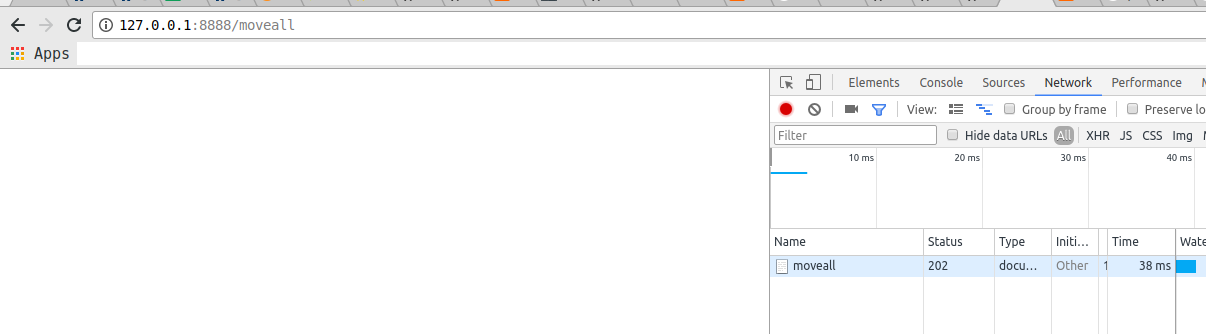 127.0.0.1:8888/moveall
Apps
Elements Console Sources Network Performance
View: Group by frame Preserve lo
Filter Hide data URLs All XHR JS CSS Img
10 ms 20 ms 30 ms 40 ms
Name Status Type Initi... Time Wate
moveall 202 docu... Other 1 38 ms